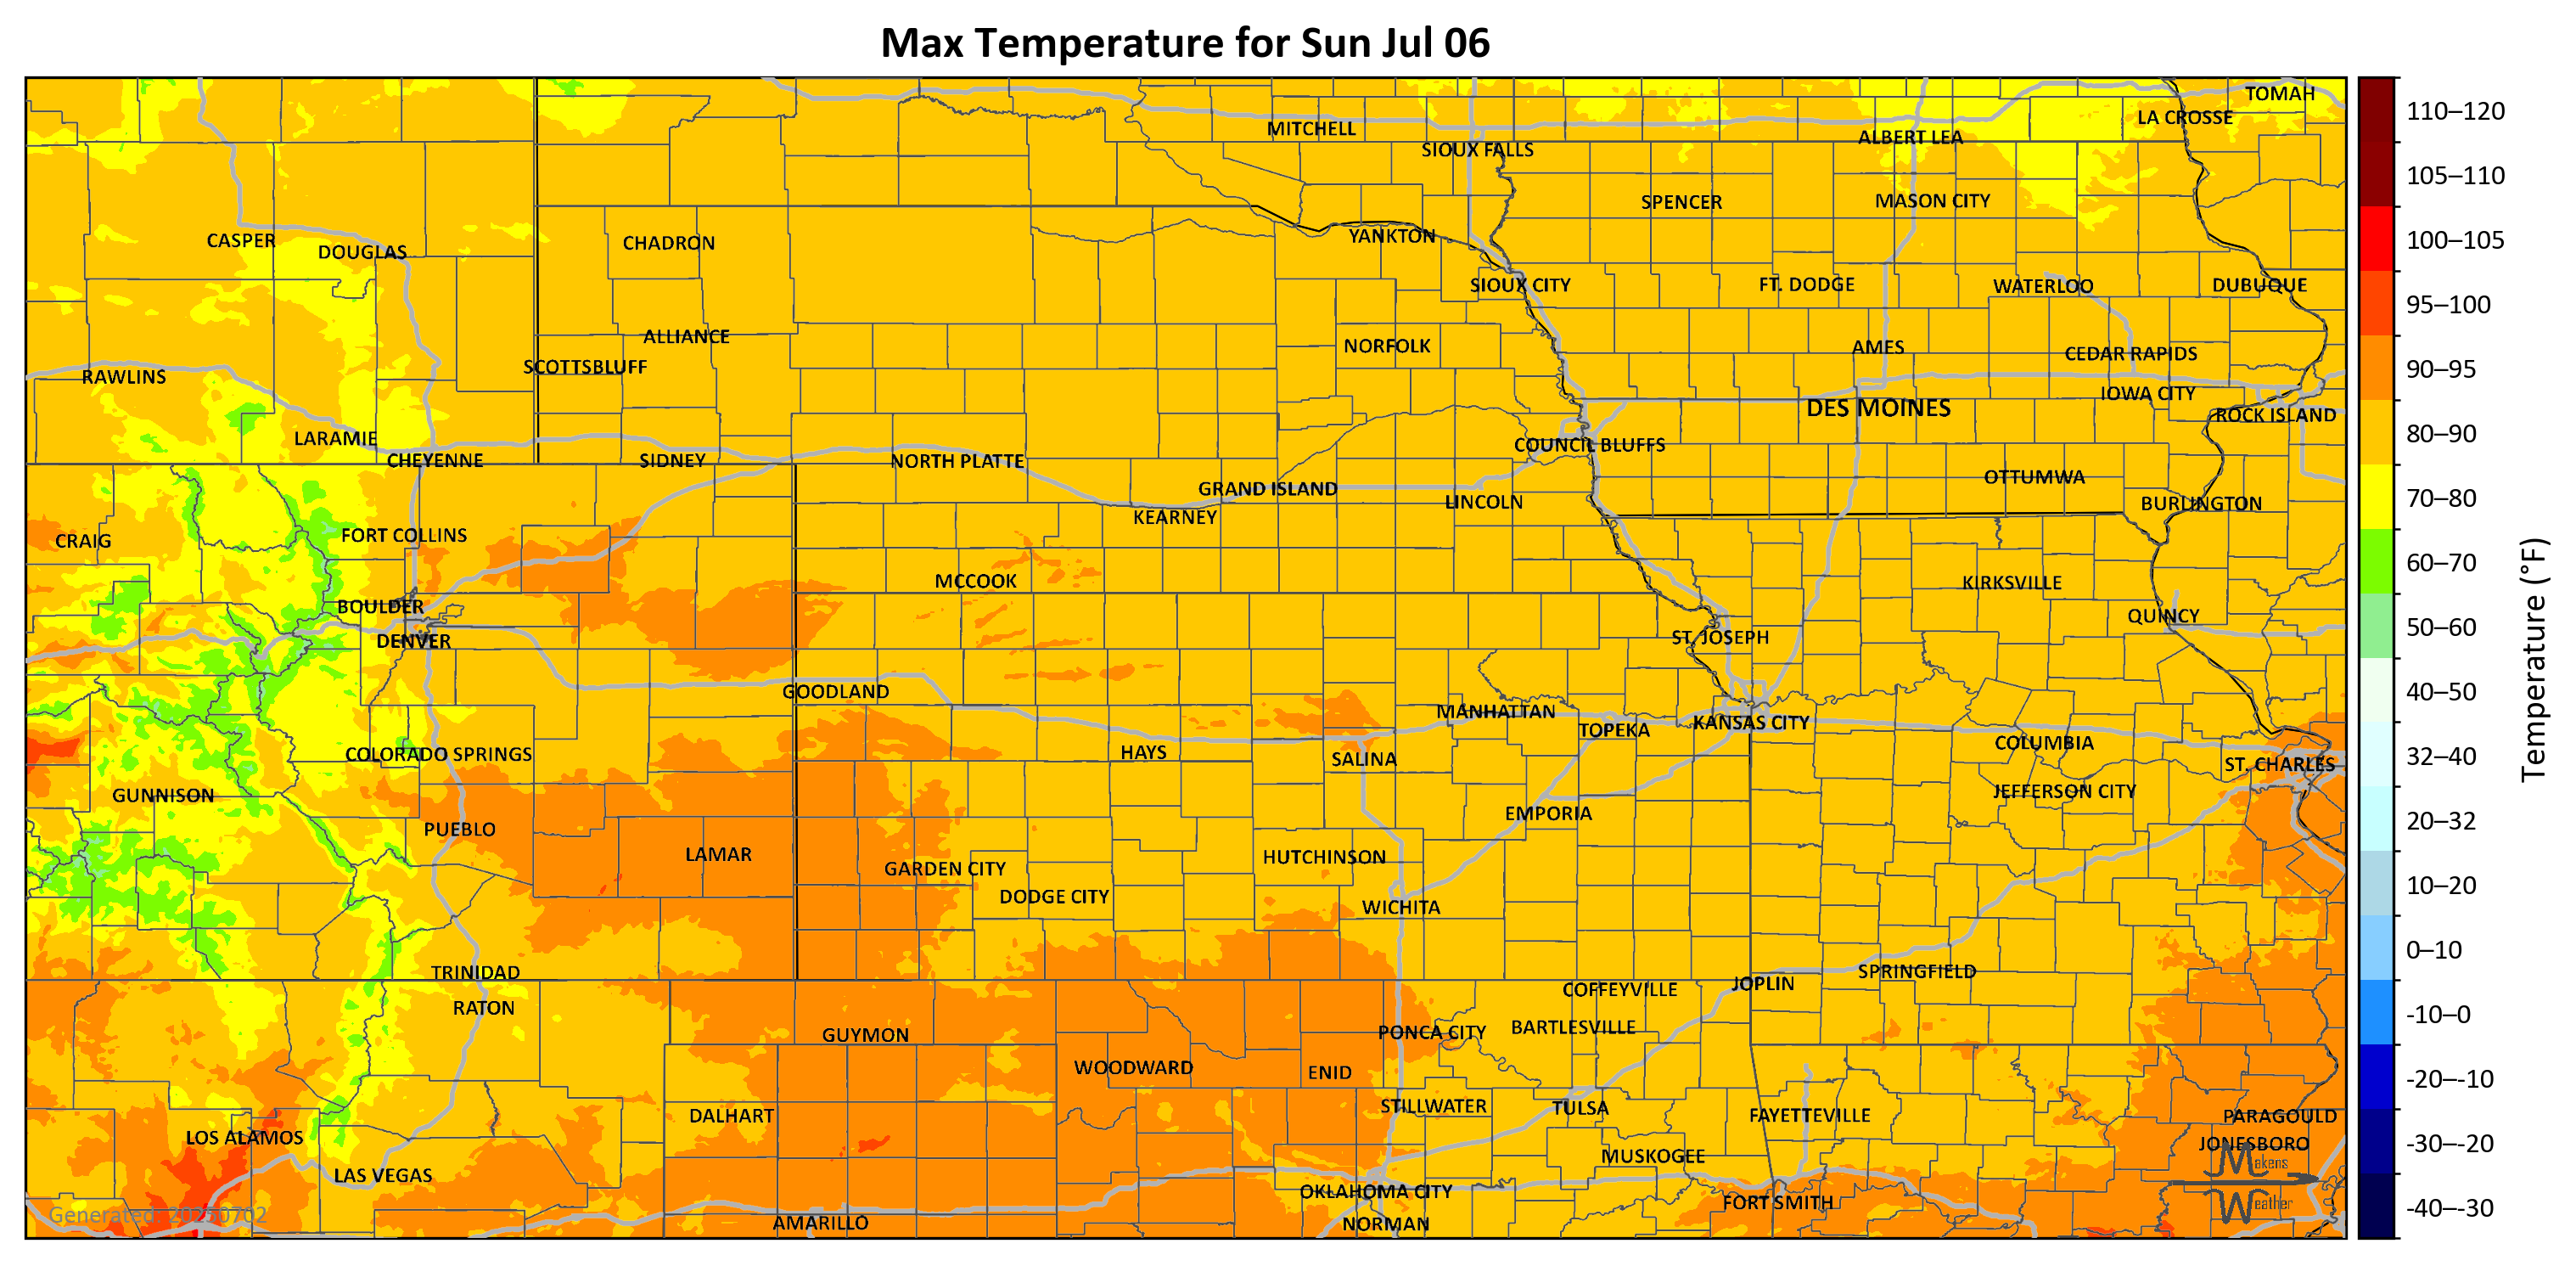 Max Temperature for Sun Jul 06
TOMAH
LA CROSSE
MITCHELL
ALBERT LEA
SIOUX FALLS
SPENCER
MASON CITY
CASPER
DOUGLAS
CHADRON
YANKTON
SIOUX CITY
FT. DODGE
WATERLOO
DUBUQUE
ALLIANCE
NORFOLK
AMES
CEDAR RAPIDS
SCOTTSBLUFF
RAWLINS
IOWA CITY
DES MOINES
ROCK ISLAND
LARAMIE
COUNCIL BLUFFS
CHEYENNE
SIDNEY
NORTH PLATTE
OTTUMWA
GRAND ISLAND
LINCOLN
BURLINGTON
KEARNEY
FORT COLLINS
CRAIG
MCCOOK
KIRKSVILLE
BOULDER
QUINCY
DENVER
ST. JOSEPH
GOODLAND
MANHATTAN
KANSAS CITY
TOPEKA
COLUMBIA
COLORADO SPRINGS
HAYS
SALINA
ST. CHARLES
GUNNISON
JEFFERSON CITY
EMPORIA
PUEBLO
LAMAR
HUTCHINSON
GARDEN CITY
DODGE CITY
WICHITA
TRINIDAD
SPRINGFIELD
JOPLIN
COFFEYVILLE
RATON
BARTLESVILLE
PONCA CITY
GUYMON
WOODWARD
ENID
STILLWATER
TULSA
DALHART
FAYETTEVILLE
PARAGOULD
LOS ALAMOS
JONESBORO
MUSKOGEE
LAS VEGAS
OKLAHOMA CITY
FORT SMITH
AMARILLO
NORMAN
Generated: 20250702
Makens
Weather
110–120
105–110
100–105
95–100
90–95
80–90
70–80
60–70
50–60
40–50
32–40
20–32
10–20
0–10
-10–0
-20–-10
-30–-20
-40–-30
Temperature (°F)